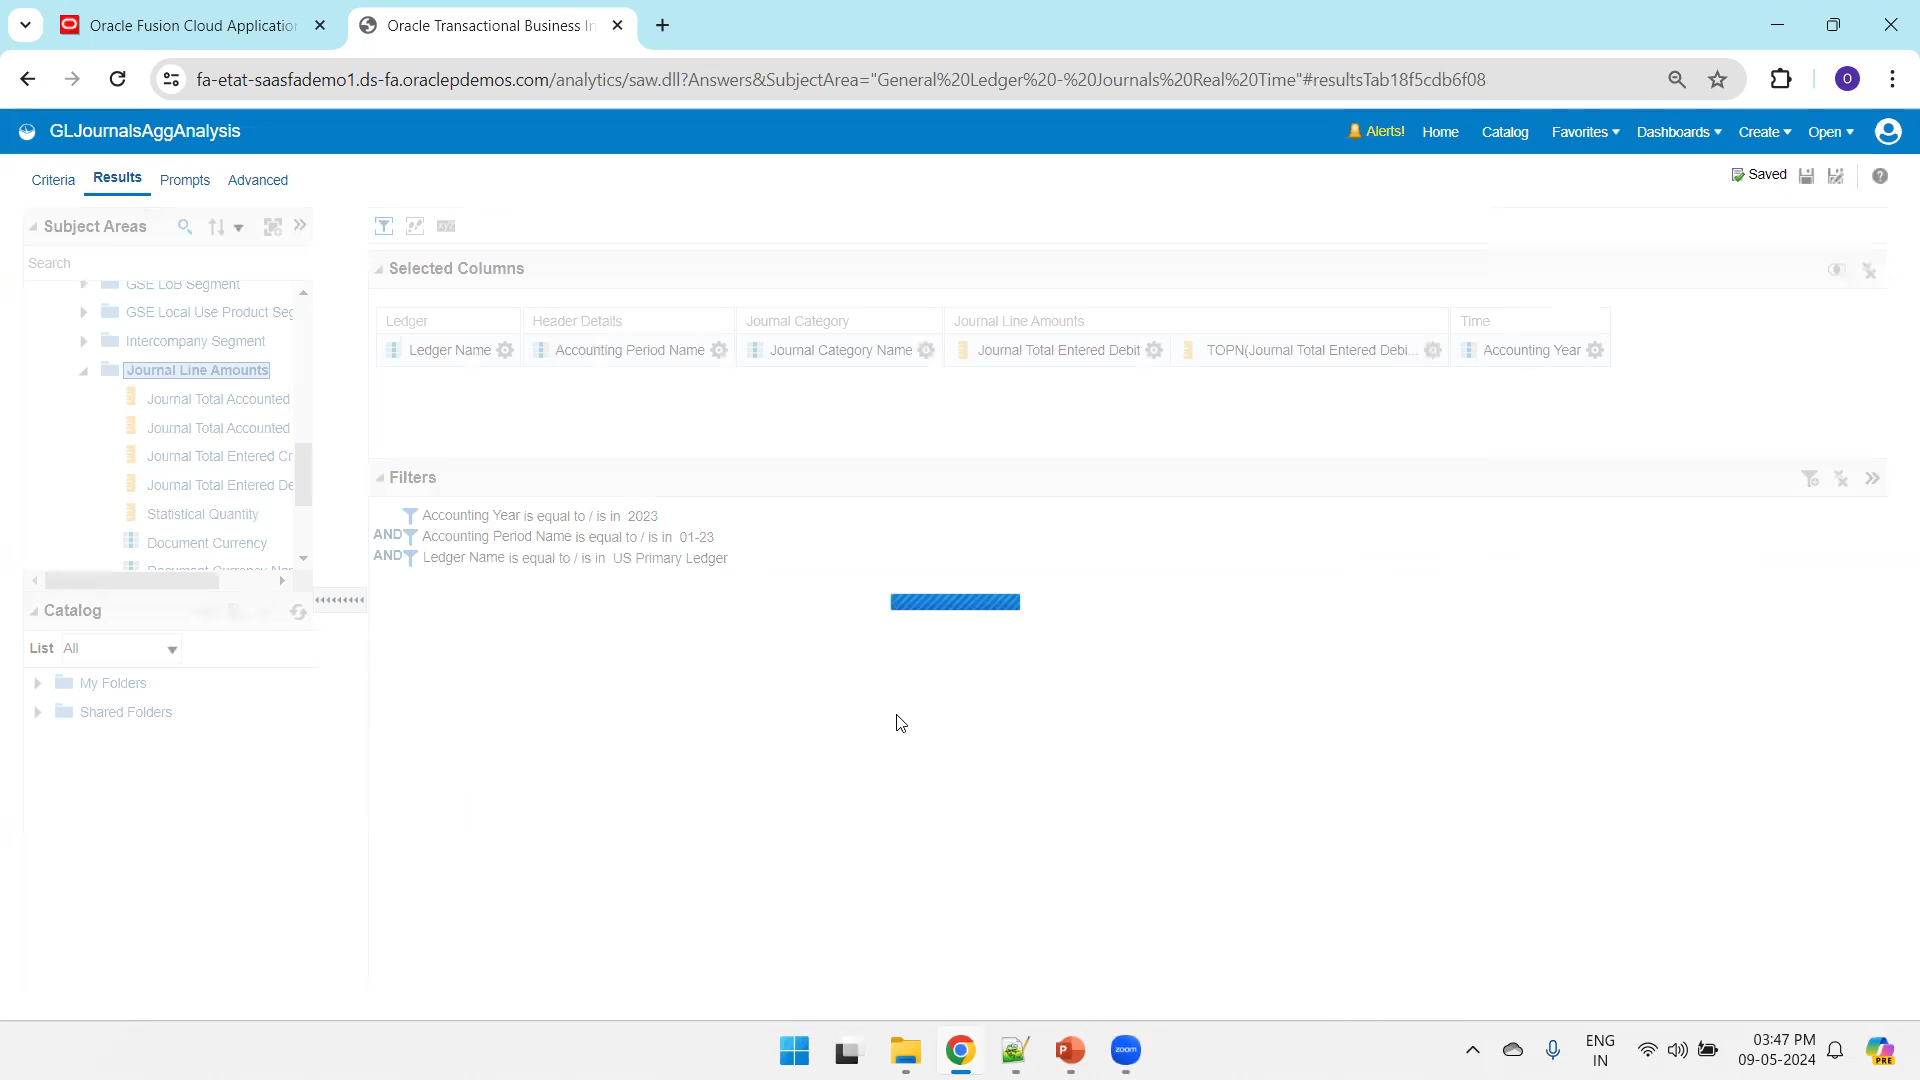 Oracle Fusion Cloud Applicatio
Oracle Transactional Business In
fa-etat-saasfademo1.ds-fa.oraclepdemos.com/analytics/saw.dll?Answers&SubjectArea="General%20Ledger%20-%20Journals%20Real%20Time"#resultsTab18f5cdb6f08
O
GLJournalsAggAnalysis
Alerts! Home Catalog Favorites Dashboards Create Open
Criteria Results Prompts Advanced
Saved
Subject Areas
Search
GSE LoB Segment
GSE Local Use Product Seg
Intercompany Segment
Journal Line Amounts
Journal Total Accounted
Journal Total Accounted
Journal Total Entered Cr
Journal Total Entered De
Statistical Quantity
Document Currency
Document Currency Nar
Catalog
List All
My Folders
Shared Folders
xyz
Selected Columns
Ledger Header Details Journal Category Journal Line Amounts Time
Ledger Name Accounting Period Name Journal Category Name Journal Total Entered Debit TOPN(Journal Total Entered Debi... Accounting Year
Filters
Accounting Year is equal to / is in 2023
AND Accounting Period Name is equal to / is in 01-23
AND Ledger Name is equal to / is in US Primary Ledger
zoom
ENG
IN
03:47 PM
09-05-2024
PRE